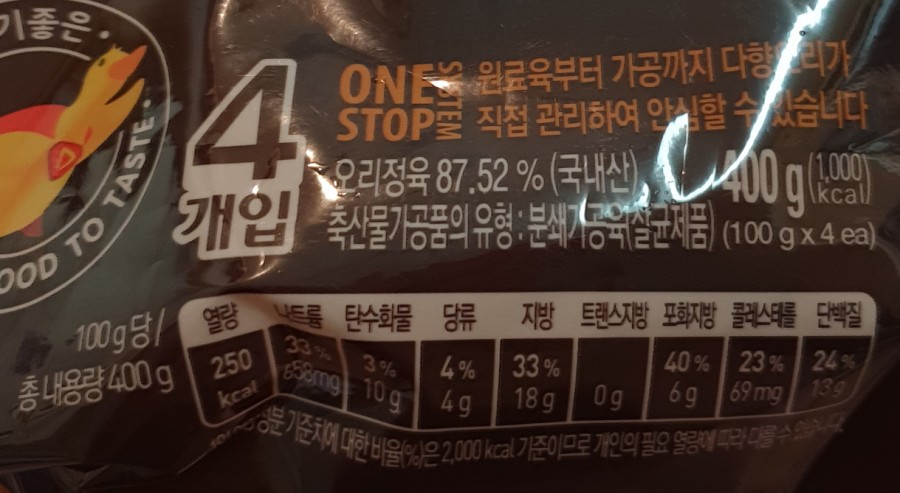 기좋은.
OOD TO TASTE.
4
개입
ONE STOP SYSTEM
원료육부터 가공까지 다향오리가
직접 관리하여 안심할 수 있습니다
오리정육 87.52 % (국내산)
400 g (1,000 kcal)
축산물가공품의 유형 : 분쇄가공육(살균제품) (100 g x 4 ea)
100 g당/
총 내용량 400 g
열량 나트륨 탄수화물 당류 지방 트랜스지방 포화지방 콜레스테롤 단백질
250 33 % 3 % 4 % 33 % 40 % 23 % 24 %
kcal 658mg 10 g 4 g 18 g 0 g 6 g 69 mg 13 g
성분 기준치에 대한 비율(%)은 2,000 kcal 기준이므로 개인의 필요 열량에 따라 다를 수 있습니다.